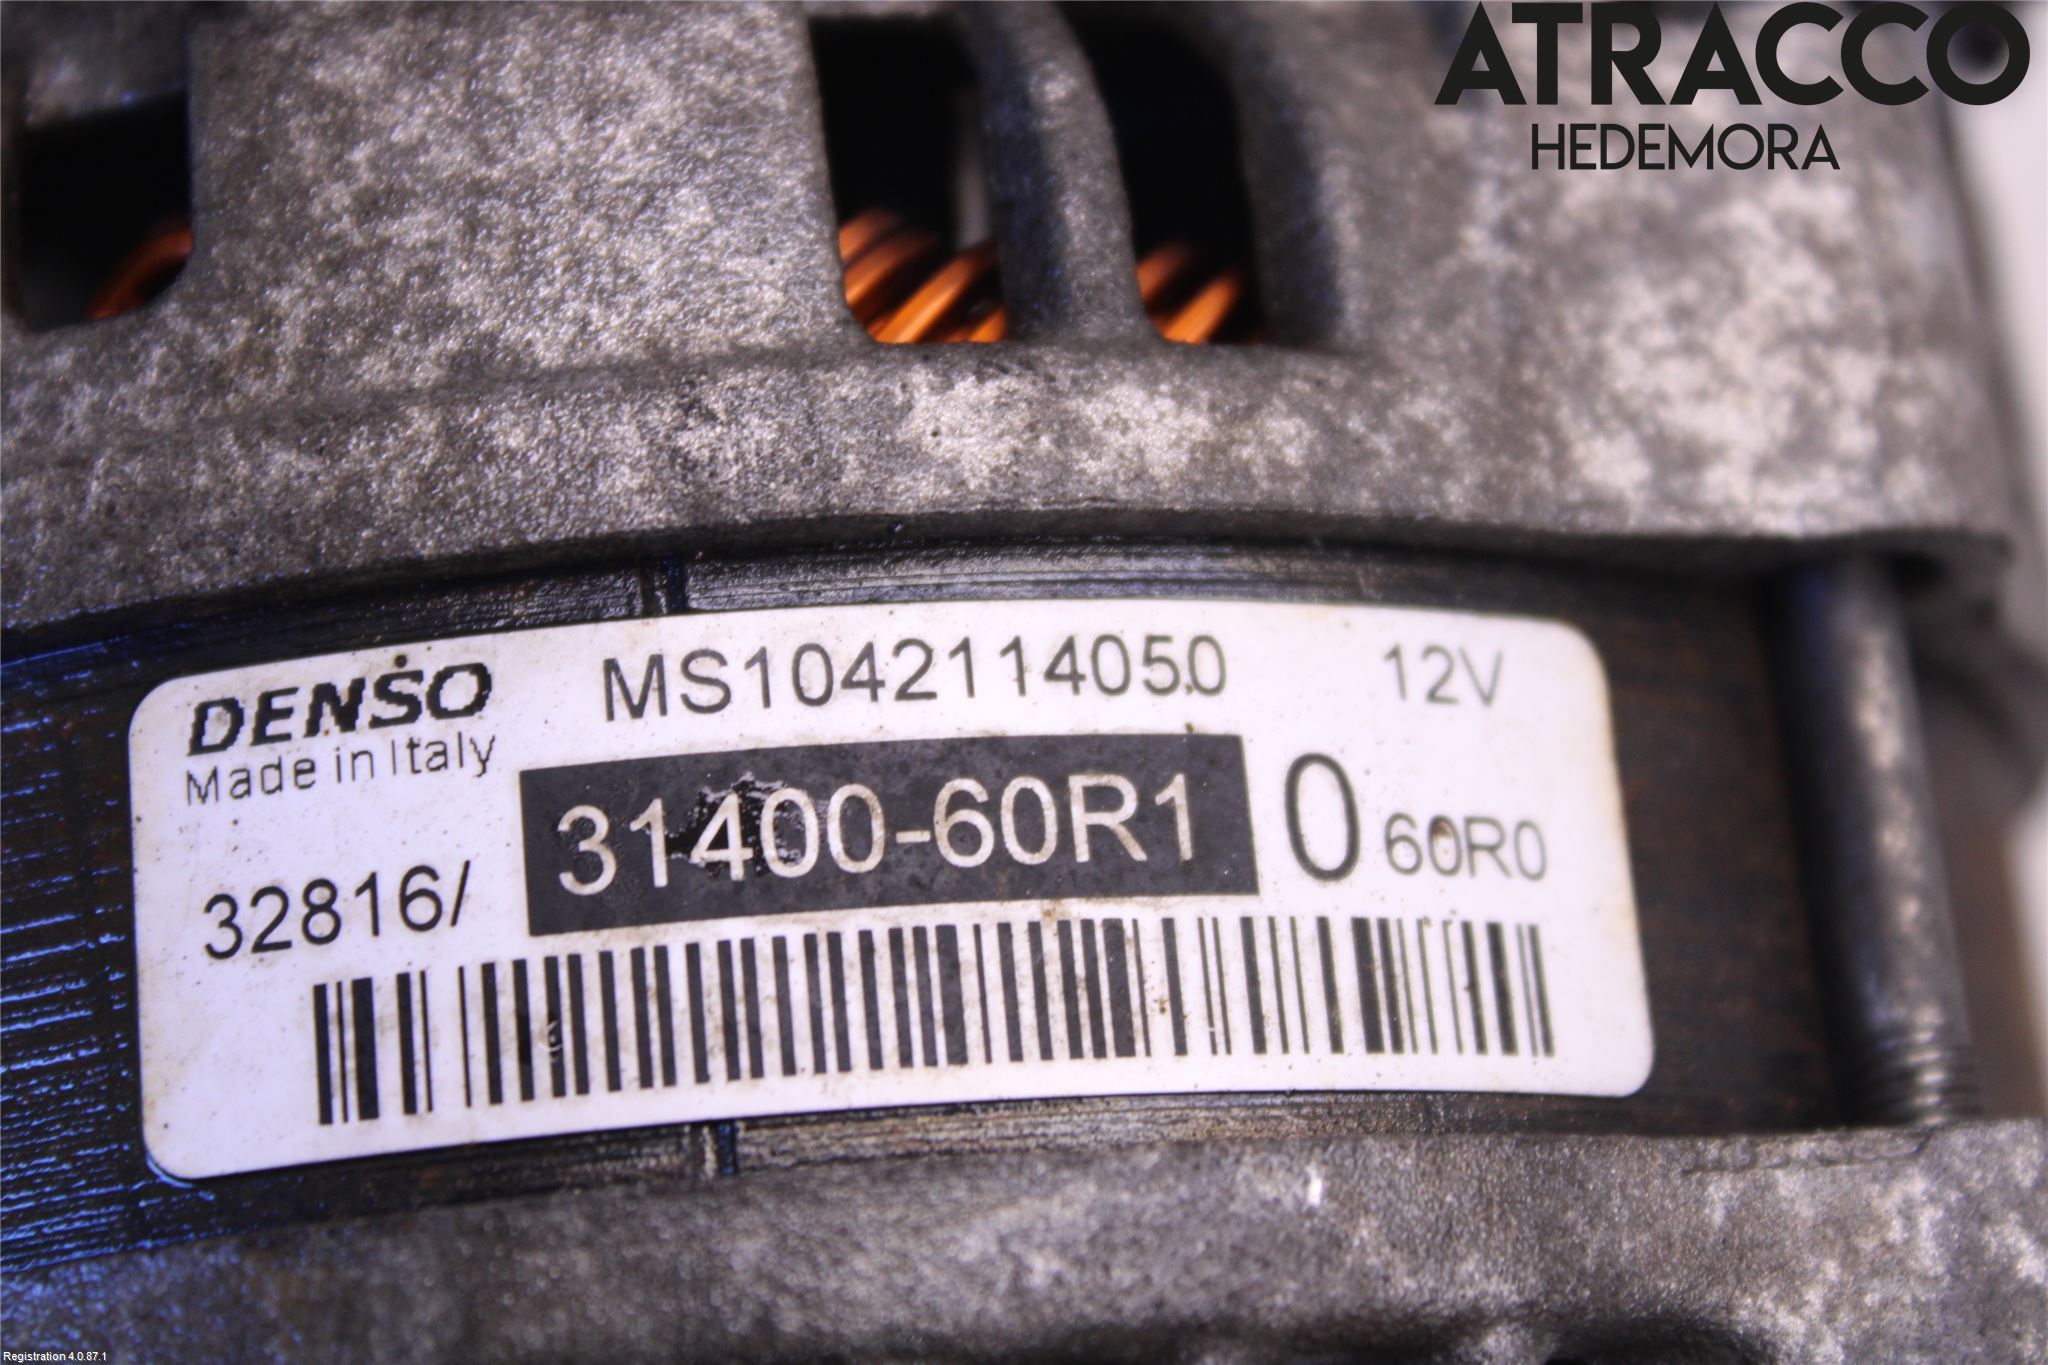 ATRACCO
HEDEMORA
DENSO MS1042114050 12V
Made in Italy
32816/ 31400-60R1 0 60R0
Registration 4.0.87.1